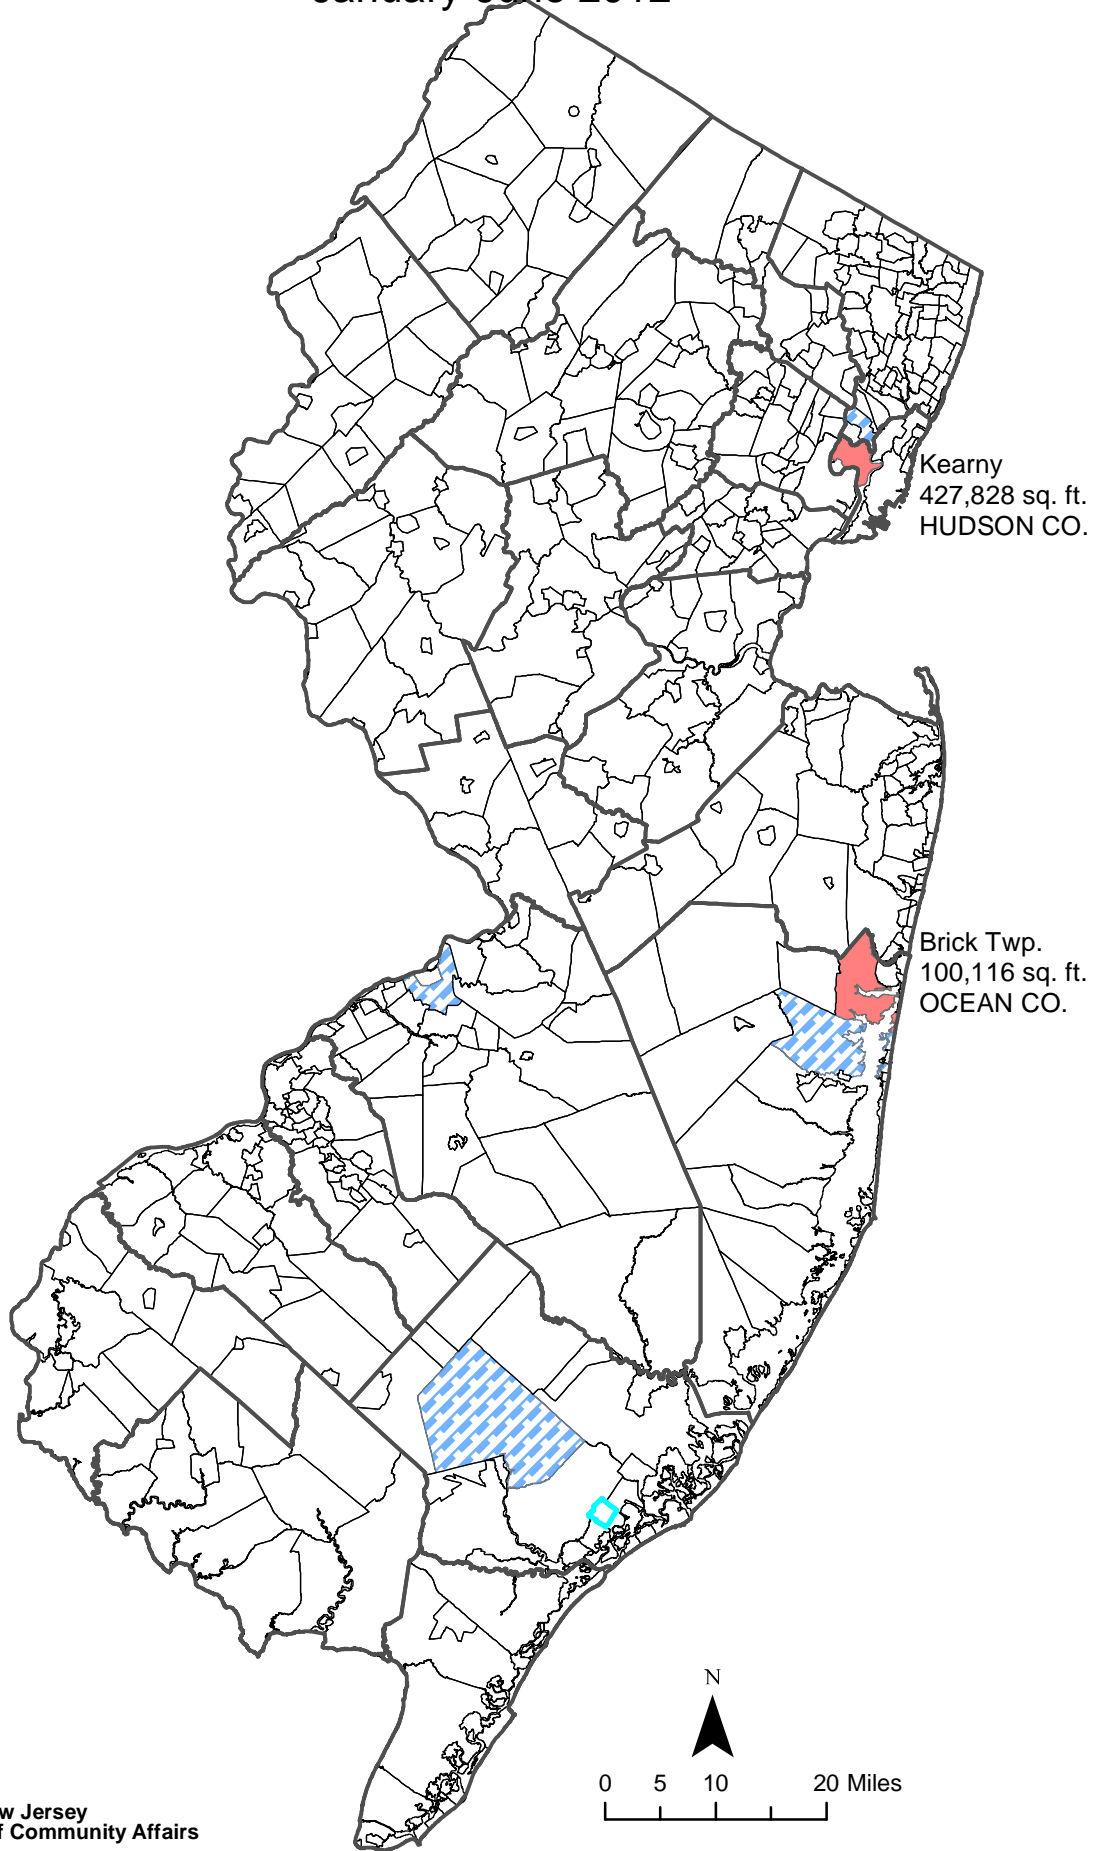 Kearny
427,828 sq. ft.
HUDSON CO.
Brick Twp.
100,116 sq. ft.
OCEAN CO.
N
0 5 10 20 Miles
w Jersey
f Community Affairs